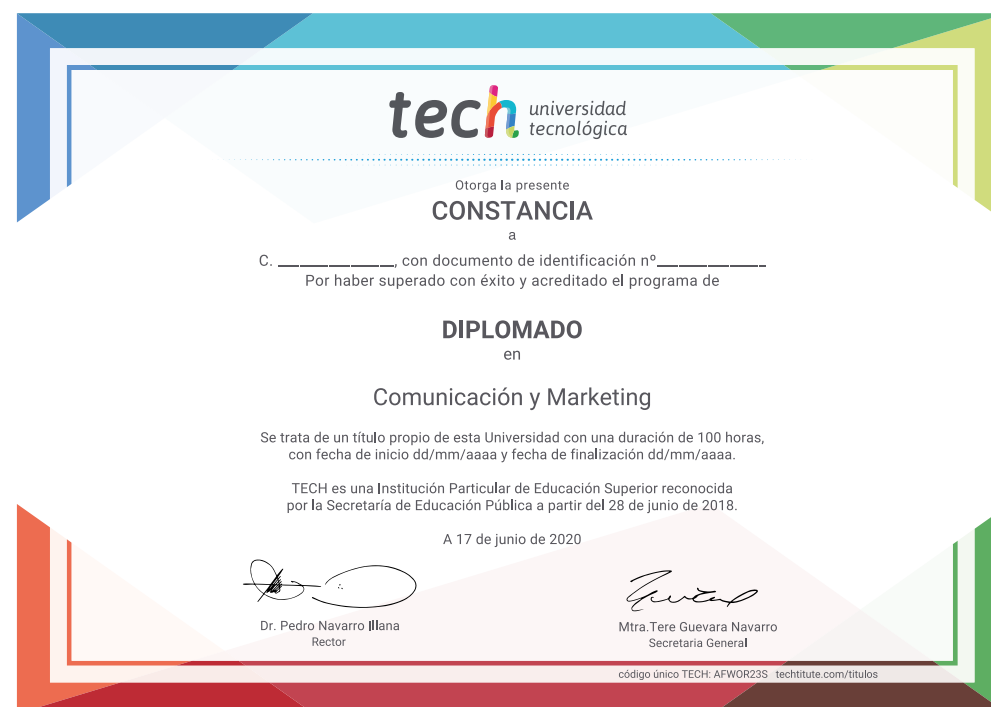 tech universidad
tecnológica
Otorga la presente
CONSTANCIA
a
C. ______________, con documento de identificación nº_____________
Por haber superado con éxito y acreditado el programa de
DIPLOMADO
en
Comunicación y Marketing
Se trata de un título propio de esta Universidad con una duración de 100 horas,
con fecha de inicio dd/mm/aaaa y fecha de finalización dd/mm/aaaa.
TECH es una Institución Particular de Educación Superior reconocida
por la Secretaría de Educación Pública a partir del 28 de junio de 2018.
A 17 de junio de 2020
Dr. Pedro Navarro Illana
Rector
Mtra.Tere Guevara Navarro
Secretaria General
código único TECH: AFWOR23S techtitute.com/titulos